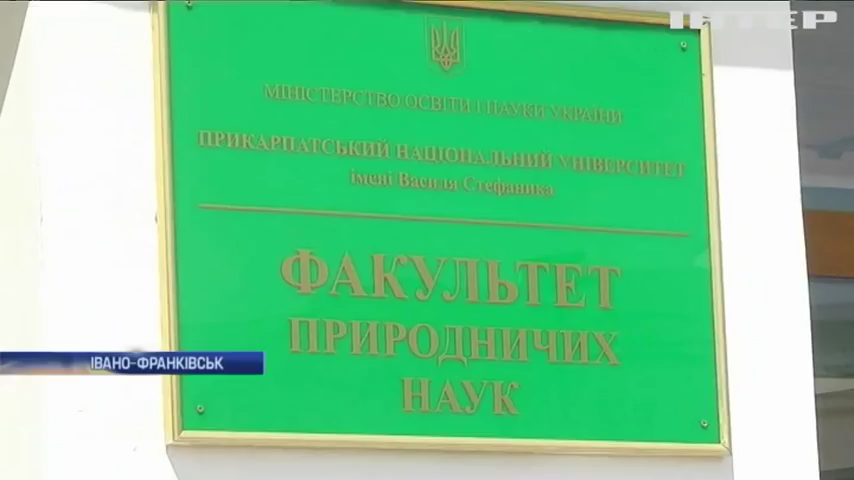 ІНТЕР
МІНІСТЕРСТВО ОСВІТИ І НАУКИ УКРАЇНИ
ПРИКАРПАТСЬКИЙ НАЦІОНАЛЬНИЙ УНІВЕРСИТЕТ
імені Василя Стефаника
ФАКУЛЬТЕТ
ПРИРОДНИЧИХ
НАУК
ІВАНО-ФРАНКІВСЬК